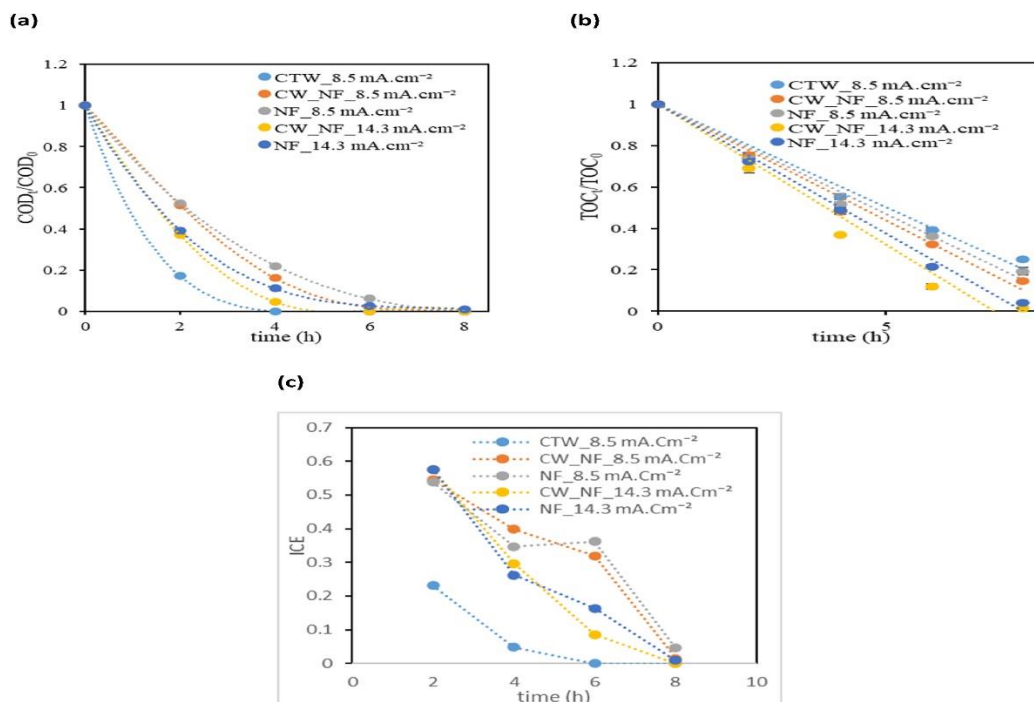 (a)
1.2
1
0.8
0.6
0.4
0.2
0
CODₜ/COD₀
CTW_8.5 mA.cm⁻²
CW_NF_8.5 mA.cm⁻²
NF_8.5 mA.cm⁻²
CW_NF_14.3 mA.cm⁻²
NF_14.3 mA.cm⁻²
0 2 4 6 8
time (h)
(b)
1.2
1
0.8
0.6
0.4
0.2
0
TOCₜ/TOC₀
CTW_8.5 mA.cm⁻²
CW_NF_8.5 mA.cm⁻²
NF_8.5 mA.cm⁻²
CW_NF_14.3 mA.cm⁻²
NF_14.3 mA.cm⁻²
0 5
time (h)
(c)
0.7
0.6
0.5
0.4
0.3
0.2
0.1
0
ICE
CTW_8.5 mA.Cm⁻²
CW_NF_8.5 mA.Cm⁻²
NF_8.5 mA.Cm⁻²
CW_NF_14.3 mA.Cm⁻²
NF_14.3 mA.Cm⁻²
0 2 4 6 8 10
time (h)